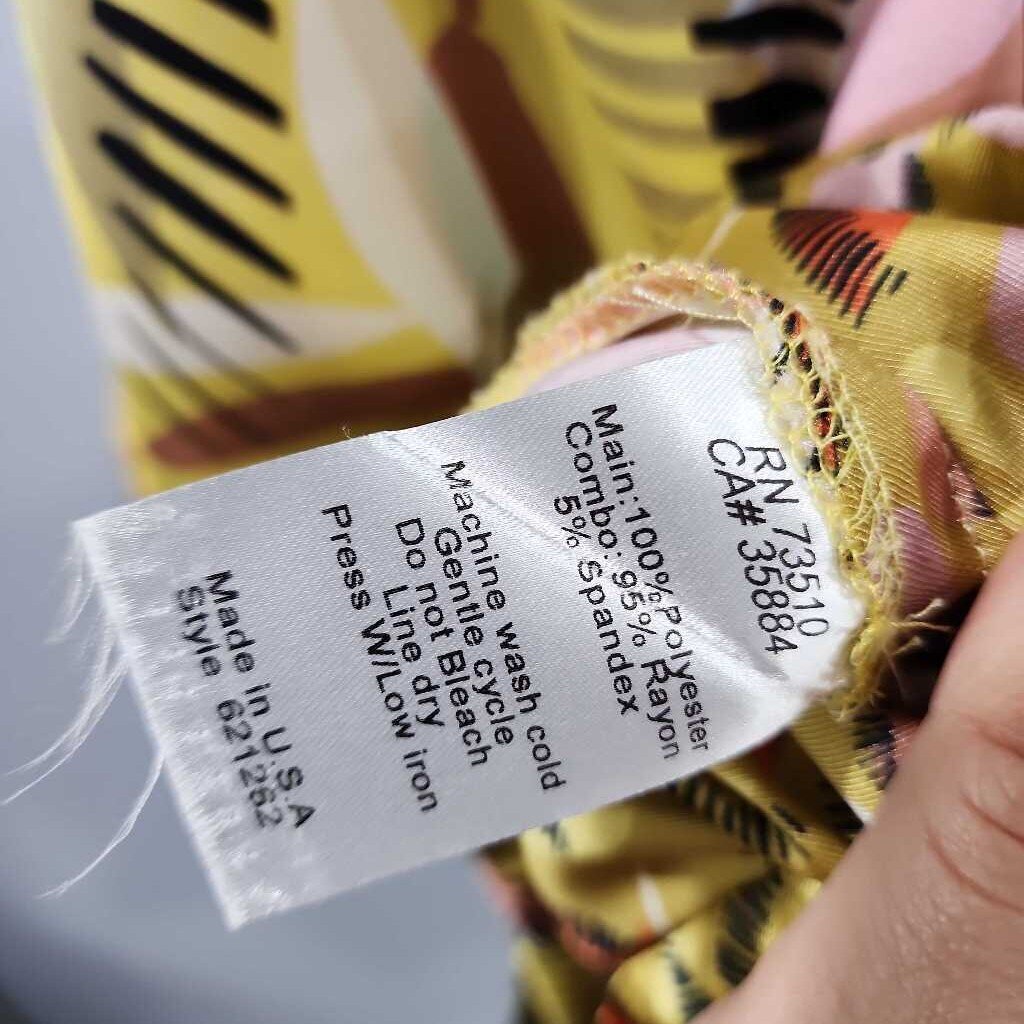 RN 73510
CA# 35884
Main:100%Polyester
Combo: 95% Rayon
5% Spandex
Machine wash cold
Gentle cycle
Do not Bleach
Line dry
Press W/Low iron
Made in U.S.A
Style 621262